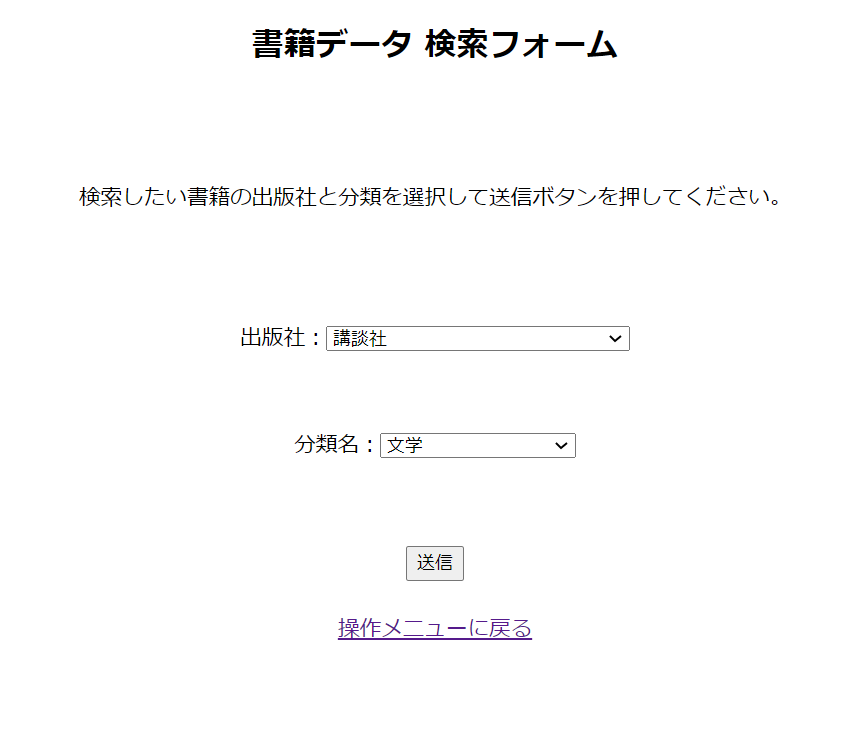 書籍データ 検索フォーム
検索したい書籍の出版社と分類を選択して送信ボタンを押してください。
出版社：講談社
分類名：文学
送信
操作メニューに戻る